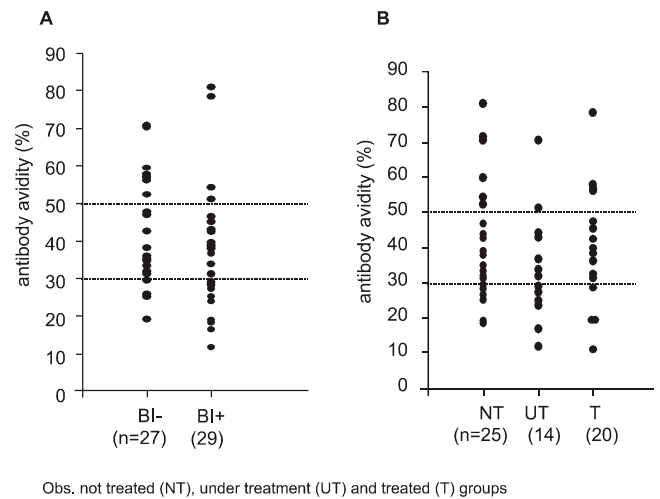 A
antibody avidity (%)
90
80
70
60
50
40
30
20
10
0
BI- BI+
(n=27) (29)
B
antibody avidity (%)
90
80
70
60
50
40
30
20
10
0
NT UT T
(n=25) (14) (20)
Obs. not treated (NT), under treatment (UT) and treated (T) groups